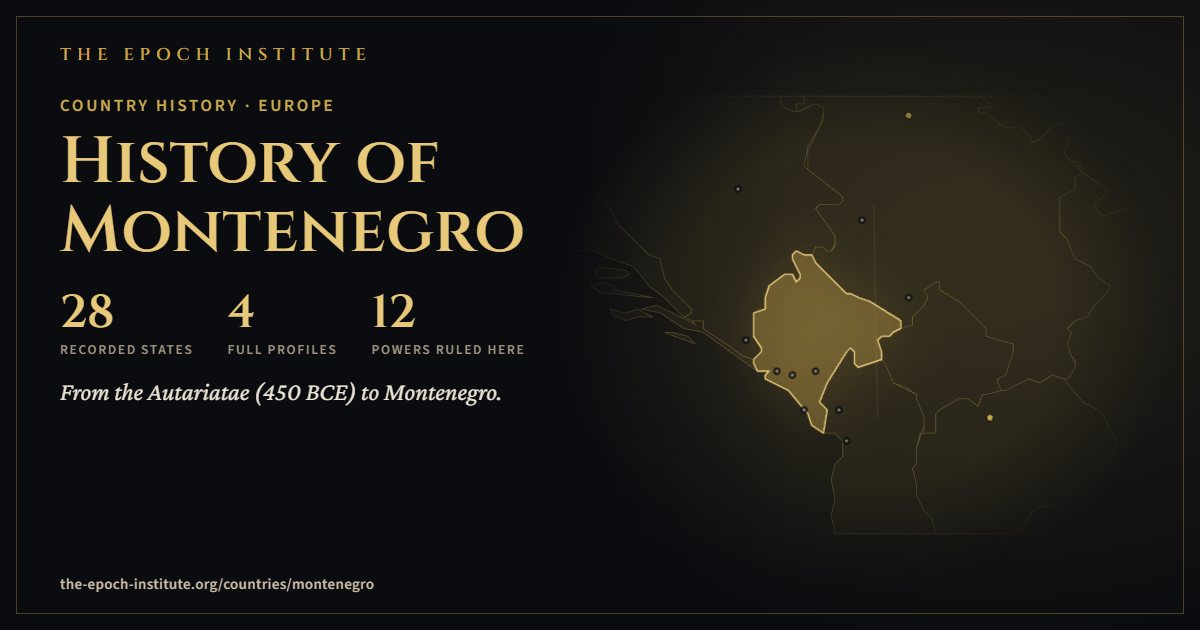 THE EPOCH INSTITUTE
COUNTRY HISTORY · EUROPE
HISTORY OF
MONTENEGRO
28 4 12
RECORDED STATES FULL PROFILES POWERS RULED HERE
From the Autariatae (450 BCE) to Montenegro.
the-epoch-institute.org/countries/montenegro